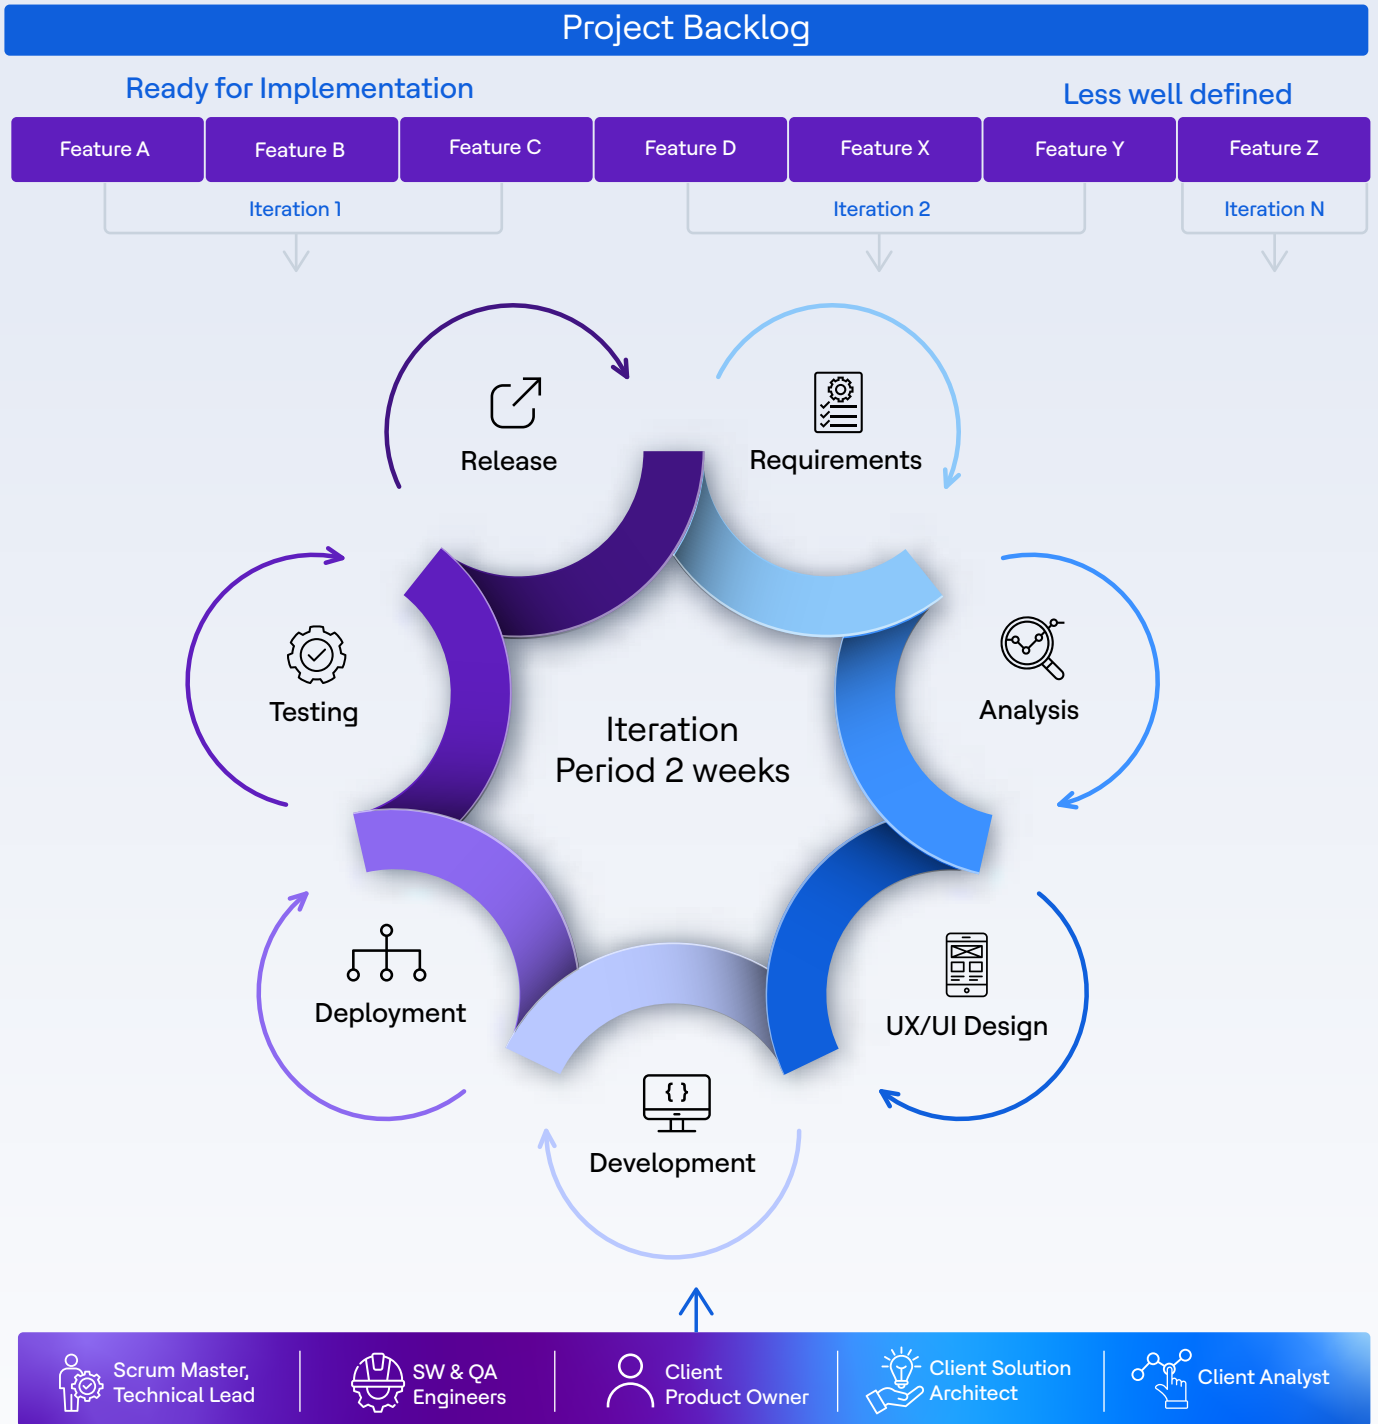 Project Backlog
Ready for Implementation
Less well defined
Feature A
Feature B
Feature C
Feature D
Feature X
Feature Y
Feature Z
Iteration 1
Iteration 2
Iteration N
Release
Requirements
Testing
Analysis
Iteration
Period 2 weeks
Deployment
UX/UI Design
{ }
Development
Scrum Master,
Technical Lead
SW & QA
Engineers
Client
Product Owner
Client Solution
Architect
Client Analyst